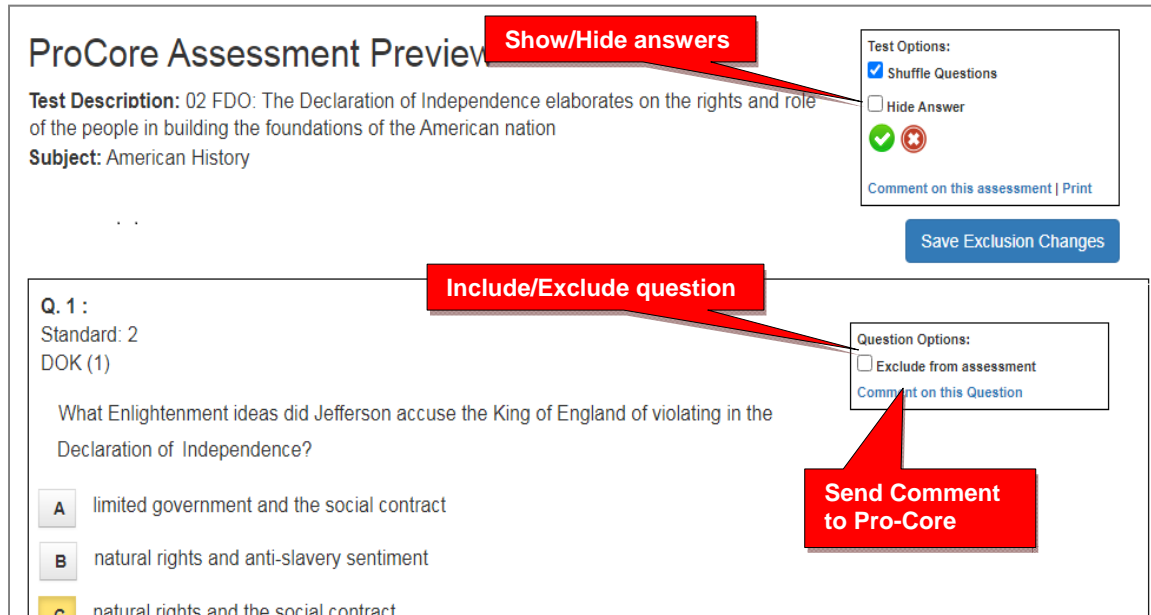 ProCore Assessment Preview
Show/Hide answers
Test Description: 02 FDO: The Declaration of Independence elaborates on the rights and role
of the people in building the foundations of the American nation
Subject: American History
Test Options:
Shuffle Questions
Hide Answer
Comment on this assessment | Print
Save Exclusion Changes
Include/Exclude question
Q. 1 :
Standard: 2
DOK (1)
Question Options:
Exclude from assessment
Comment on this Question
What Enlightenment ideas did Jefferson accuse the King of England of violating in the
Declaration of Independence?
Send Comment
to Pro-Core
A limited government and the social contract
B natural rights and anti-slavery sentiment
C natural rights and the social contract